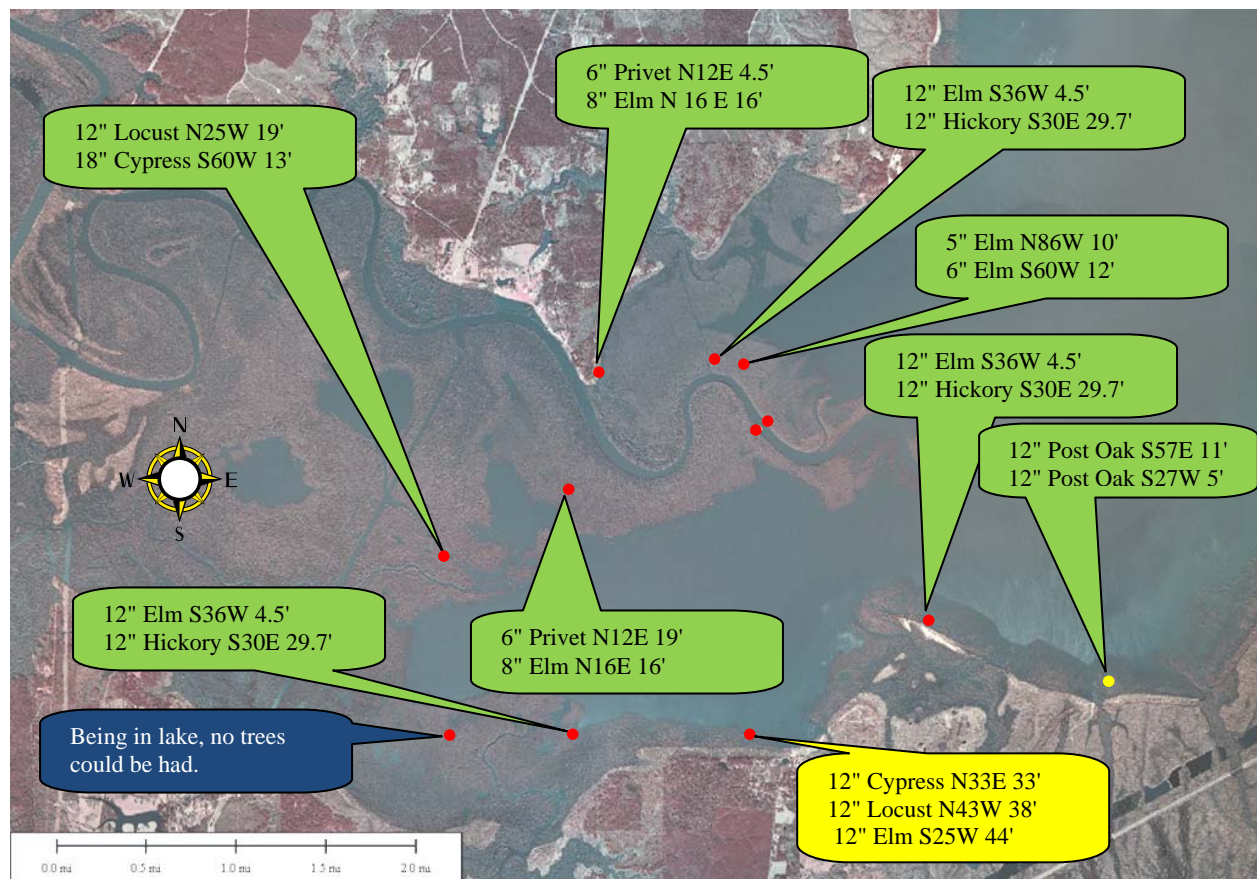 6" Privet N12E 4.5'
8" Elm N 16 E 16'
12" Elm S36W 4.5'
12" Hickory S30E 29.7'
12" Locust N25W 19'
18" Cypress S60W 13'
5" Elm N86W 10'
6" Elm S60W 12'
12" Elm S36W 4.5'
12" Hickory S30E 29.7'
12" Post Oak S57E 11'
12" Post Oak S27W 5'
N
W E
S
12" Elm S36W 4.5'
12" Hickory S30E 29.7'
6" Privet N12E 19'
8" Elm N16E 16'
Being in lake, no trees
could be had.
12" Cypress N33E 33'
12" Locust N43W 38'
12" Elm S25W 44'
0.0 mi 0.5 mi 1.0 mi 1.5 mi 2.0 mi